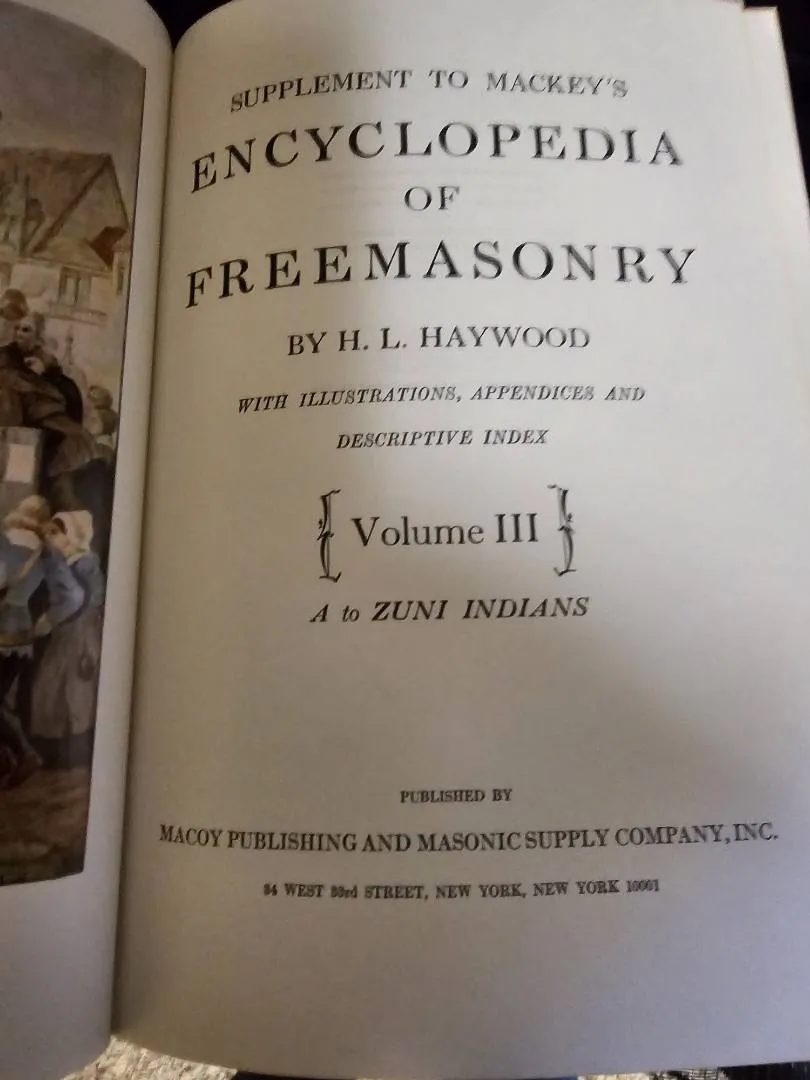 SUPPLEMENT TO MACKEY'S
ENCYCLOPEDIA
OF
FREEMASONRY
BY H. L. HAYWOOD
WITH ILLUSTRATIONS, APPENDICES AND
DESCRIPTIVE INDEX
Volume III
A to ZUNI INDIANS
PUBLISHED BY
MACOY PUBLISHING AND MASONIC SUPPLY COMPANY, INC.
34 WEST 33rd STREET, NEW YORK, NEW YORK 10001